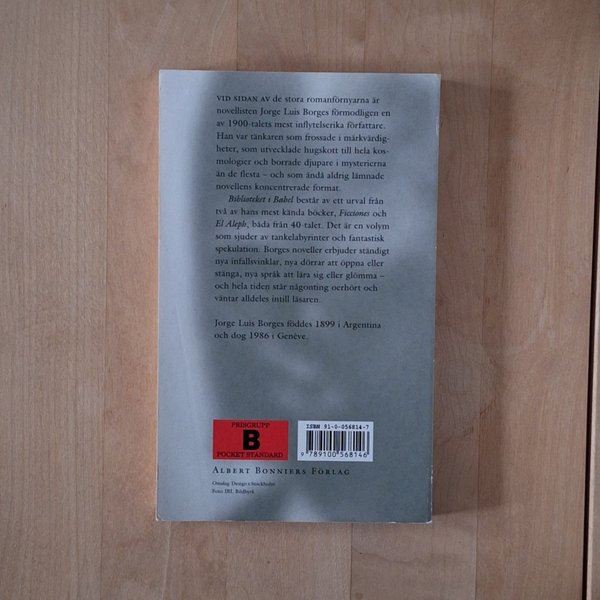 VID SIDAN AV de stora romanförnyarna är
novellisten Jorge Luis Borges förmodligen en
av 1900-talets mest inflytelserika författare.
Han var tänkaren som frossade i märkvärdig-
heter, som utvecklade hugskott till hela kos-
mologier och borrade djupare i mysterierna
än de flesta – och som ändå aldrig lämnade
novellens koncentrerade format.
Biblioteket i Babel består av ett urval från
två av hans mest kända böcker, Ficciones och
El Aleph, båda från 40-talet. Det är en volym
som sjuder av tankelabyrinter och fantastisk
spekulation. Borges noveller erbjuder ständigt
nya infallsvinklar, nya dörrar att öppna eller
stänga, nya språk att lära sig eller glömma –
och hela tiden står någonting oerhört och
väntar alldeles intill läsaren.
Jorge Luis Borges föddes 1899 i Argentina
och dog 1986 i Genève.
PRISGRUPP
B
POCKET STANDARD
ISBN 91-0-056814-7
9 789100 568146
ALBERT BONNIERS FÖRLAG
Omslag Design cStockholm
Foto IBL Bildbyrå